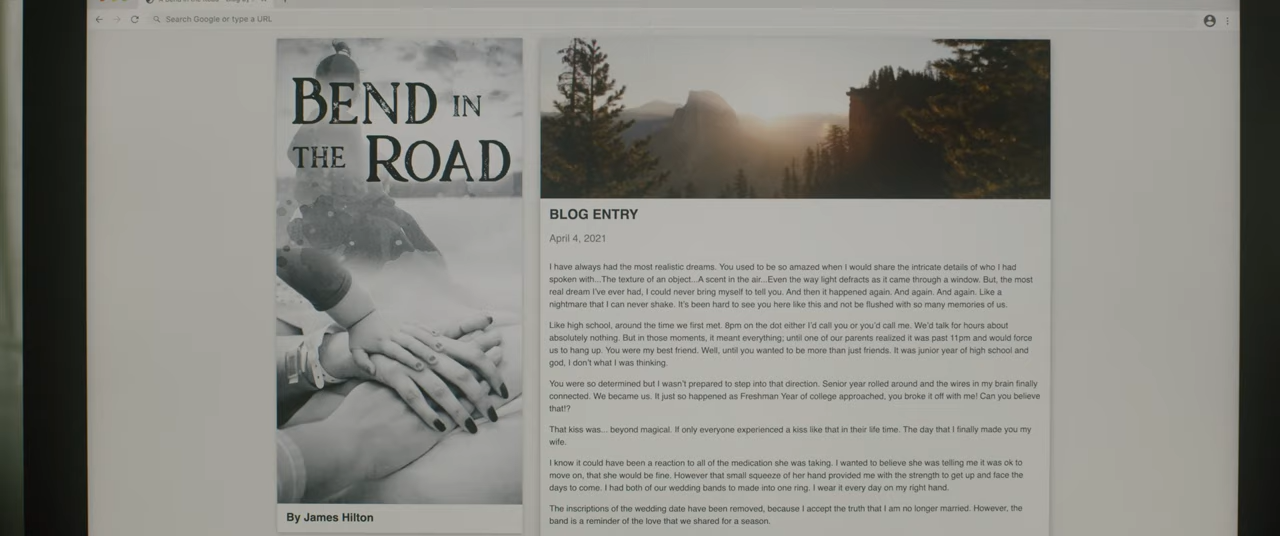 Search Google or type a URL
BEND IN
THE ROAD
By James Hilton
BLOG ENTRY
April 4, 2021
I have always had the most realistic dreams. You used to be so amazed when I would share the intricate details of who I had
spoken with...The texture of an object...A scent in the air...Even the way light defracts as it came through a window. But, the most
real dream I've ever had, I could never bring myself to tell you. And then it happened again. And again. And again. Like a
nightmare that I can never shake. It's been hard to see you here like this and not be flushed with so many memories of us.
Like high school, around the time we first met. 8pm on the dot either I'd call you or you'd call me. We'd talk for hours about
absolutely nothing. But in those moments, it meant everything; until one of our parents realized it was past 11pm and would force
us to hang up. You were my best friend. Well, until you wanted to be more than just friends. It was junior year of high school and
god, I don't what I was thinking.
You were so determined but I wasn't prepared to step into that direction. Senior year rolled around and the wires in my brain finally
connected. We became us. It just so happened as Freshman Year of college approached, you broke it off with me! Can you believe
that!?
That kiss was... beyond magical. If only everyone experienced a kiss like that in their life time. The day that I finally made you my
wife.
I know it could have been a reaction to all of the medication she was taking. I wanted to believe she was telling me it was ok to
move on, that she would be fine. However that small squeeze of her hand provided me with the strength to get up and face the
days to come. I had both of our wedding bands to made into one ring. I wear it every day on my right hand.
The inscriptions of the wedding date have been removed, because I accept the truth that I am no longer married. However, the
band is a reminder of the love that we shared for a season.